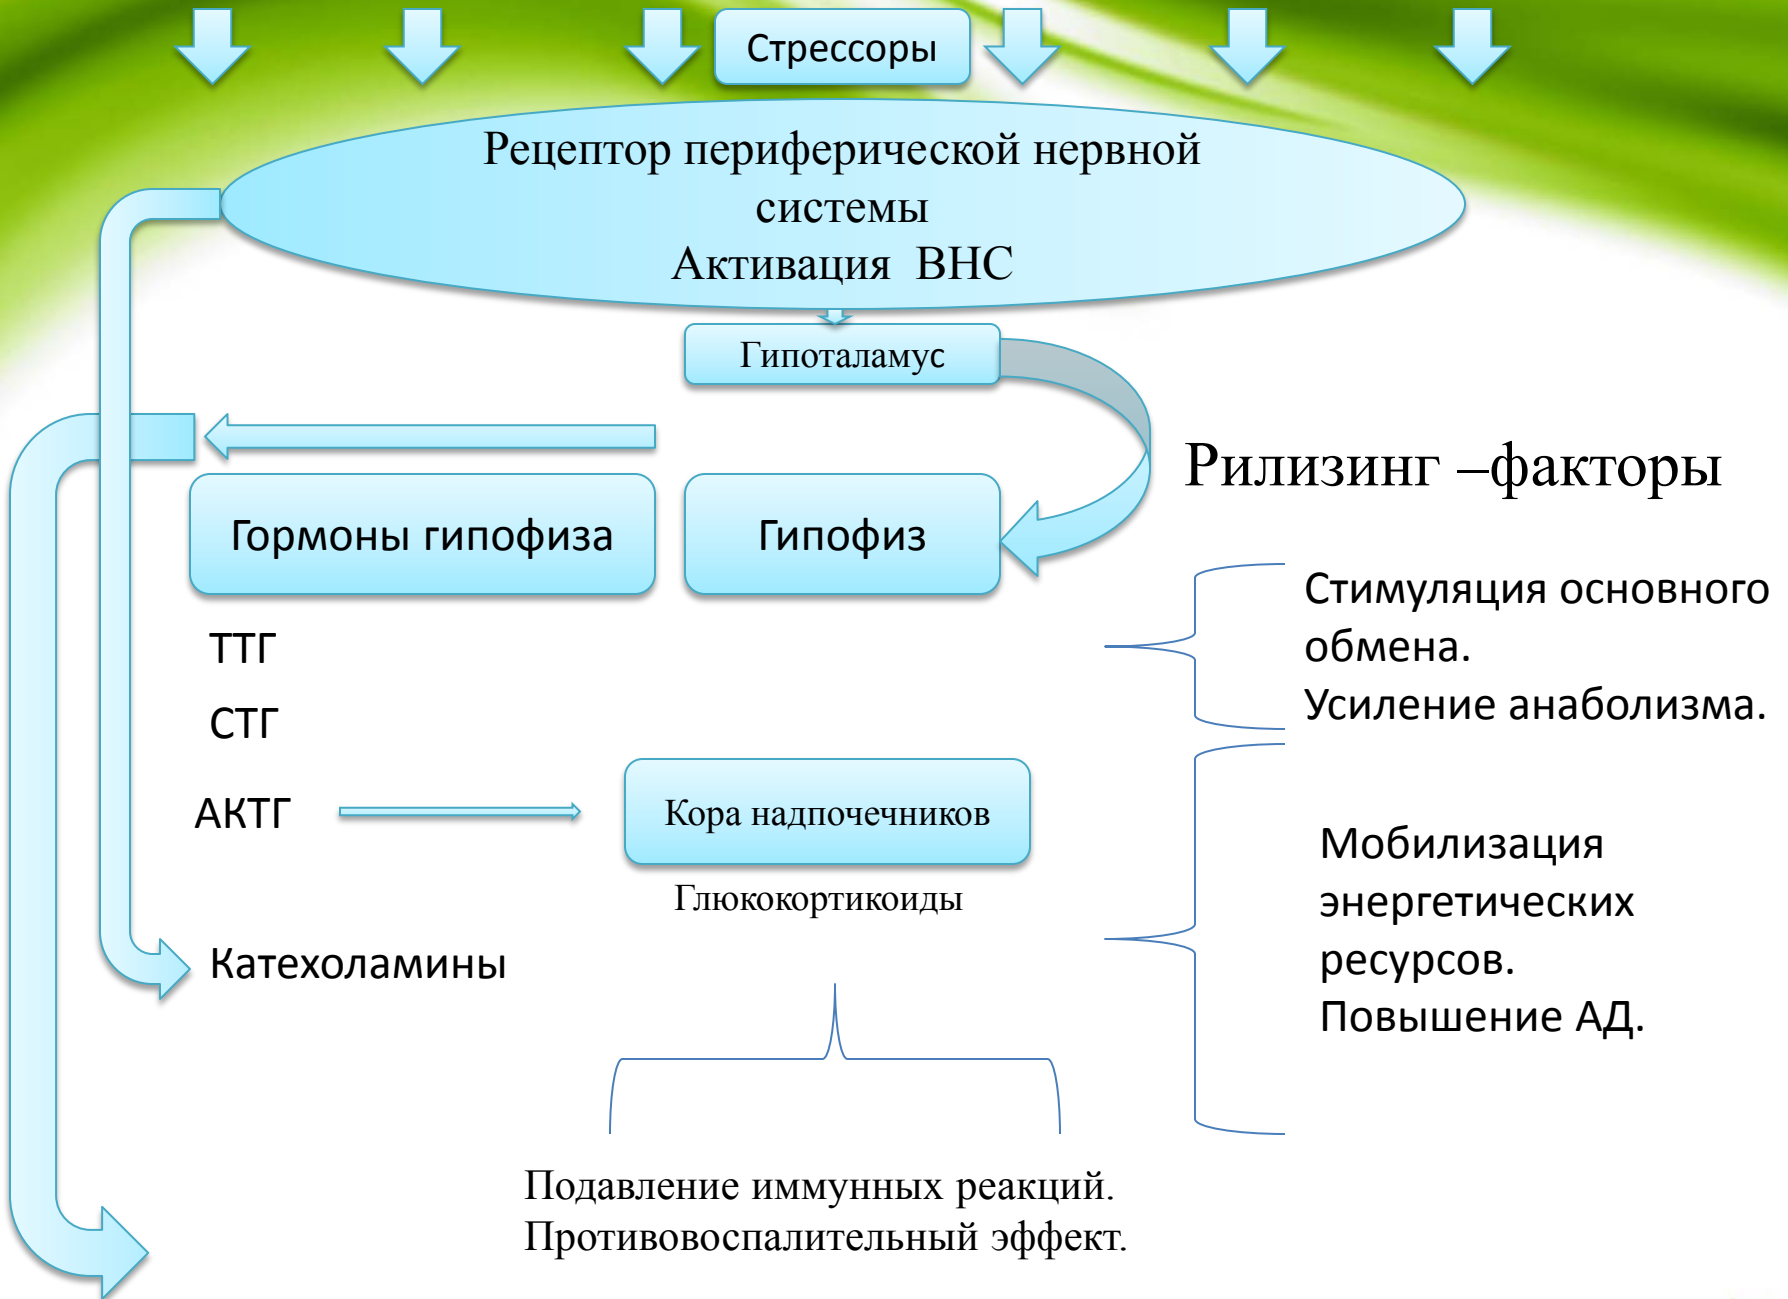 Стрессоры
Рецептор периферической нервной
системы
Активация ВНС
Гипоталамус
Рилизинг –факторы
Гормоны гипофиза
Гипофиз
Стимуляция основного
обмена.
Усиление анаболизма.
ТТГ
СТГ
АКТГ
Кора надпочечников
Глюкокортикоиды
Мобилизация
энергетических
ресурсов.
Повышение АД.
Катехоламины
Подавление иммунных реакций.
Противовоспалительный эффект.